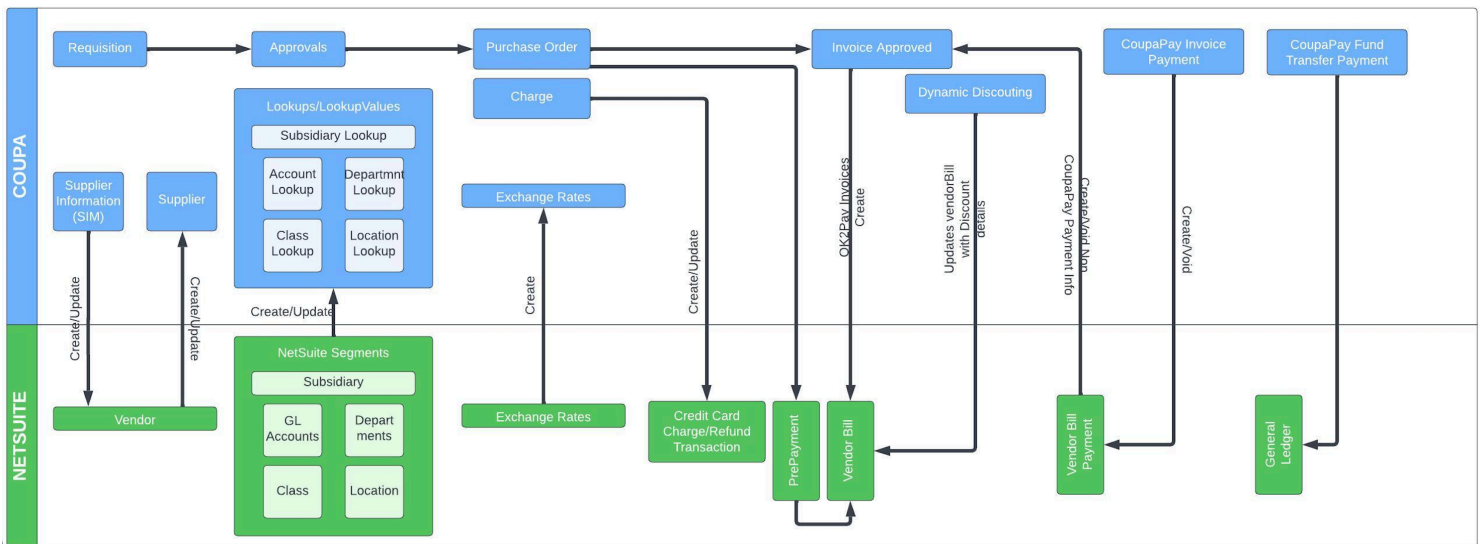 COUPA
Requisition
Approvals
Purchase Order
Invoice Approved
CoupaPay Invoice
Payment
CoupaPay Fund
Transfer Payment
Charge
Dynamic Discouting
Lookups/LookupValues
Subsidiary Lookup
Account
Lookup
Departmnt
Lookup
Class
Lookup
Location
Lookup
Supplier
Information
(SIM)
Supplier
Exchange Rates
Create/Update
Create/Update
Create/Update
Create
Create/Update
OK2Pay Invoices
Create
Updates vendorBill
with Discount
details
Create/Void Non
CoupaPay Payment Info
Create/Void
NETSUITE
Vendor
NetSuite Segments
Subsidiary
GL
Accounts
Depart
ments
Class
Location
Exchange Rates
Credit Card
Charge/Refund
Transaction
PrePayment
Vendor Bill
Vendor Bill
Payment
General
Ledger